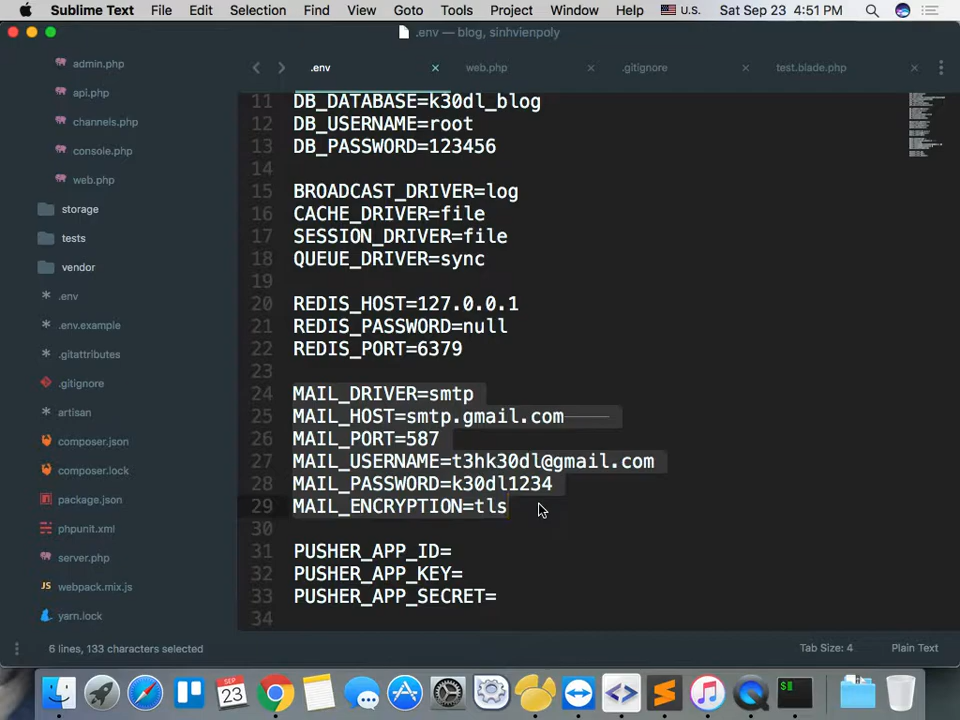 Sublime Text File Edit Selection Find View Goto Tools Project Window Help U.S. Sat Sep 23 4:51 PM
.env — blog, sinhvienpoly
admin.php
api.php
channels.php
console.php
web.php
storage
tests
vendor
.env
.env.example
.gitattributes
.gitignore
artisan
composer.json
composer.lock
package.json
phpunit.xml
server.php
JS webpack.mix.js
yarn.lock
.env × web.php × .gitignore × test.blade.php ×
11 DB_DATABASE=k30dl_blog
12 DB_USERNAME=root
13 DB_PASSWORD=123456
14
15 BROADCAST_DRIVER=log
16 CACHE_DRIVER=file
17 SESSION_DRIVER=file
18 QUEUE_DRIVER=sync
19
20 REDIS_HOST=127.0.0.1
21 REDIS_PASSWORD=null
22 REDIS_PORT=6379
23
24 MAIL_DRIVER=smtp
25 MAIL_HOST=smtp.gmail.com
26 MAIL_PORT=587
27 MAIL_USERNAME=t3hk30dl@gmail.com
28 MAIL_PASSWORD=k30dl1234
29 MAIL_ENCRYPTION=tls
30
31 PUSHER_APP_ID=
32 PUSHER_APP_KEY=
33 PUSHER_APP_SECRET=
34
6 lines, 133 characters selected Tab Size: 4 Plain Text
SEP
23